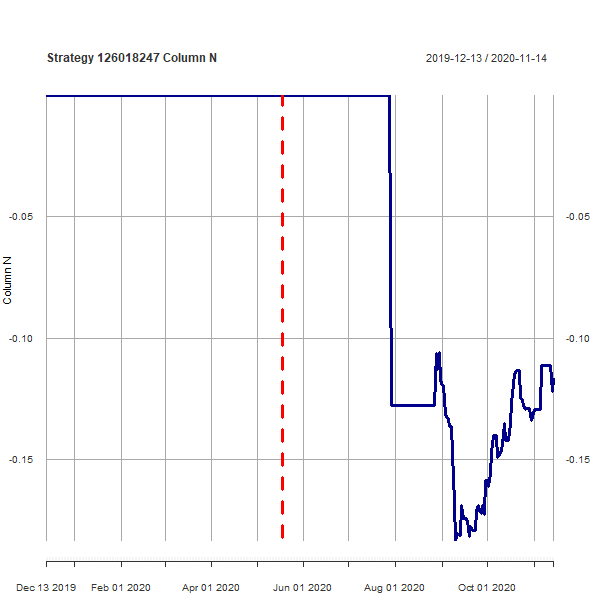 Strategy 126018247 Column N
2019-12-13 / 2020-11-14
-0.05
-0.05
-0.10
-0.10
-0.15
-0.15
Column N
Dec 13 2019
Feb 01 2020
Apr 01 2020
Jun 01 2020
Aug 01 2020
Oct 01 2020